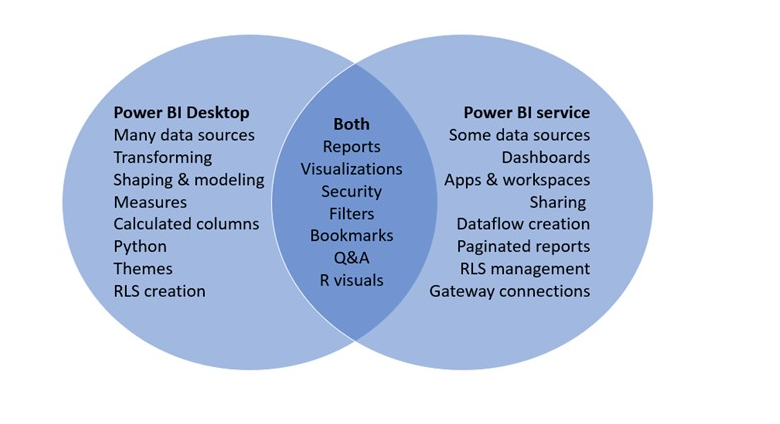 Power BI Desktop
Many data sources
Transforming
Shaping & modeling
Measures
Calculated columns
Python
Themes
RLS creation
Both
Reports
Visualizations
Security
Filters
Bookmarks
Q&A
R visuals
Power BI service
Some data sources
Dashboards
Apps & workspaces
Sharing
Dataflow creation
Paginated reports
RLS management
Gateway connections